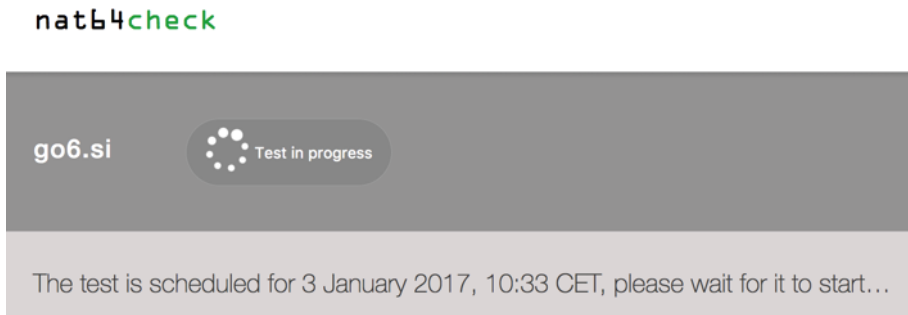 nat64check
go6.si
Test in progress
The test is scheduled for 3 January 2017, 10:33 CET, please wait for it to start...